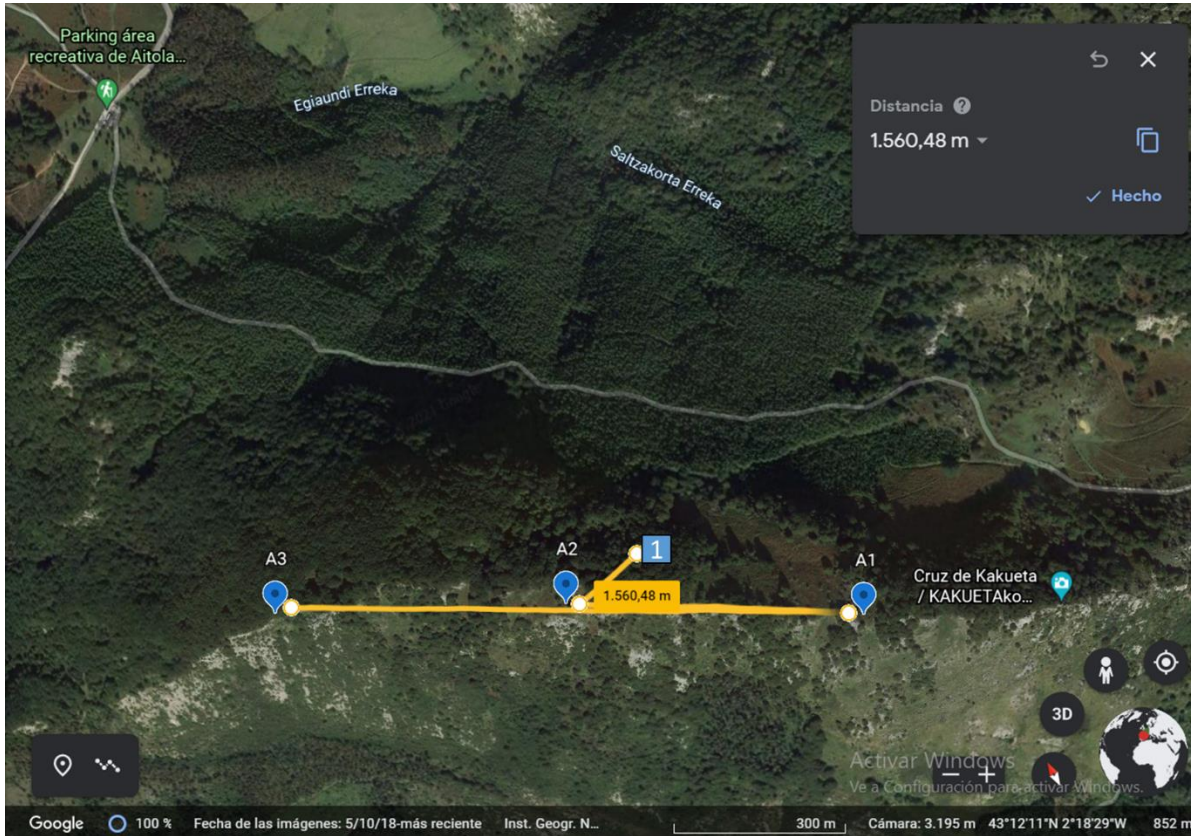 Parking área
recreativa de Aitola...
Egiaundi Erreka
Saltzakorta Erreka
Distancia
1.560,48 m
Hecho
A3
A2
1
1.560,48 m
A1
Cruz de Kakueta
/ KAKUETAko...
3D
Activar Windows
Ve a Configuración para activar Windows.
Google 100 % Fecha de las imágenes: 5/10/18-más reciente Inst. Geogr. N... 300 m Cámara: 3.195 m 43°12'11"N 2°18'29"W 852 m